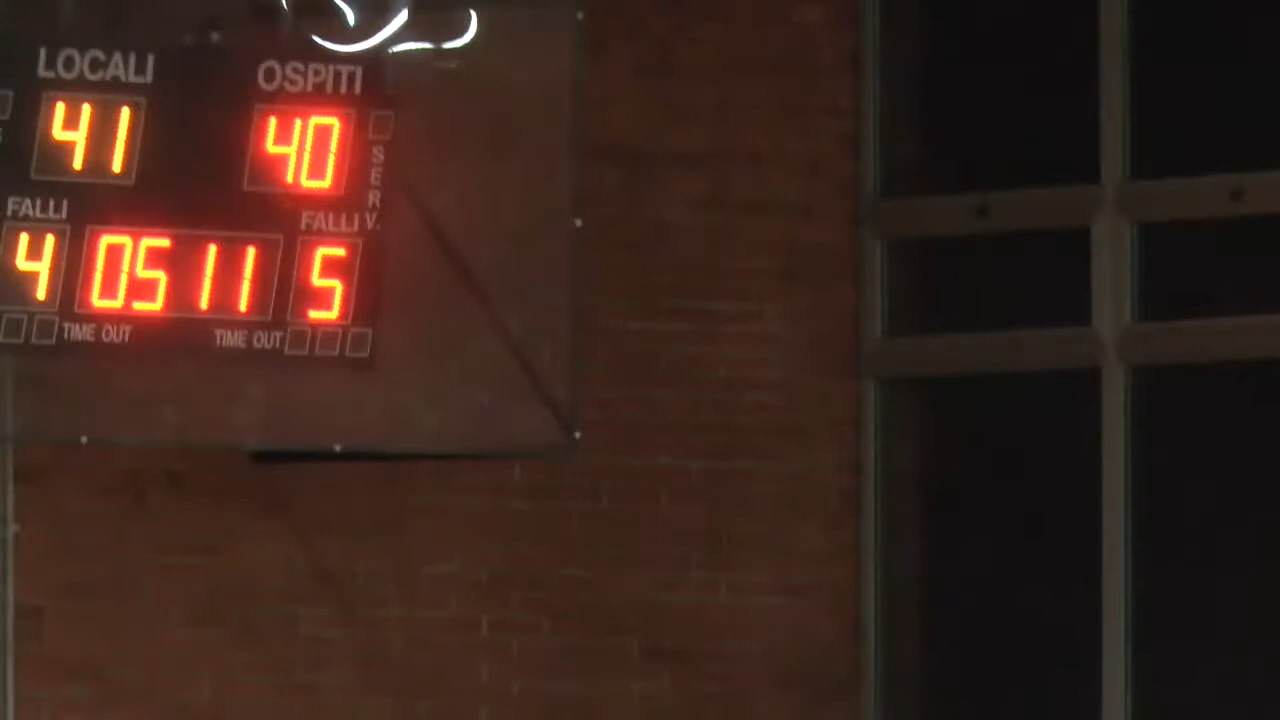 LOCALI OSPITI
41 40
SERV.
FALLI FALLI
4 0511 5
TIME OUT TIME OUT